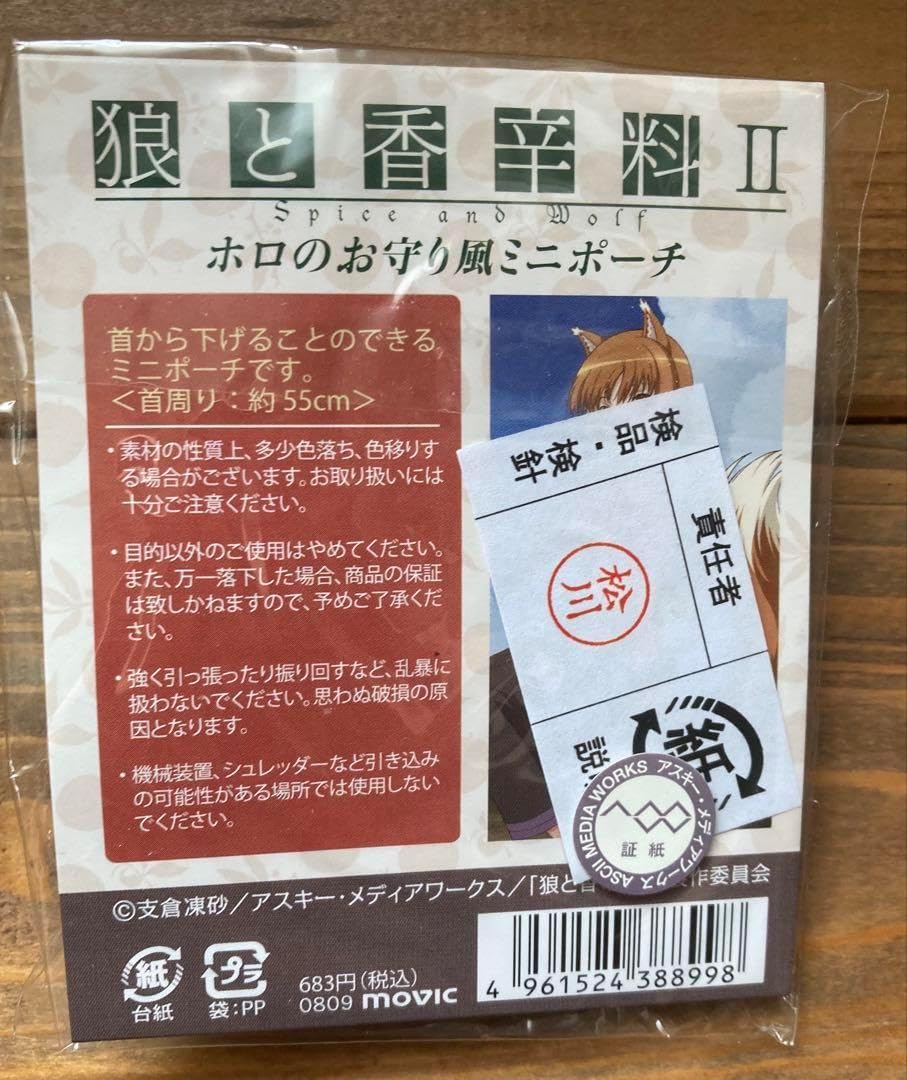 狼と香辛料II
Spice and Wolf
ホロのお守り風ミニポーチ
首から下げることのできる
ミニポーチです。
＜首周り：約55cm＞
・素材の性質上、多少色落ち、色移りす
る場合がございます。お取り扱いには
十分ご注意ください。
・目的以外のご使用はやめてください。
また、万一落下した場合、商品の保証
は致しかねますので、予めご了承くだ
さい。
・強く引っ張ったり振り回すなど、乱暴に
扱わないでください。思わぬ破損の原
因となります。
・機械装置、シュレッダーなど引き込み
の可能性がある場所では使用しない
でください。
検品・検針
責任者
松川
紙
説
ASCII MEDIA WORKS アスキー・メディアワークス
証紙
©支倉凍砂／アスキー・メディアワークス／「狼と香
作委員会
紙
台紙
プラ
袋：PP
683円（税込）
0809 movic
4 961524 388998